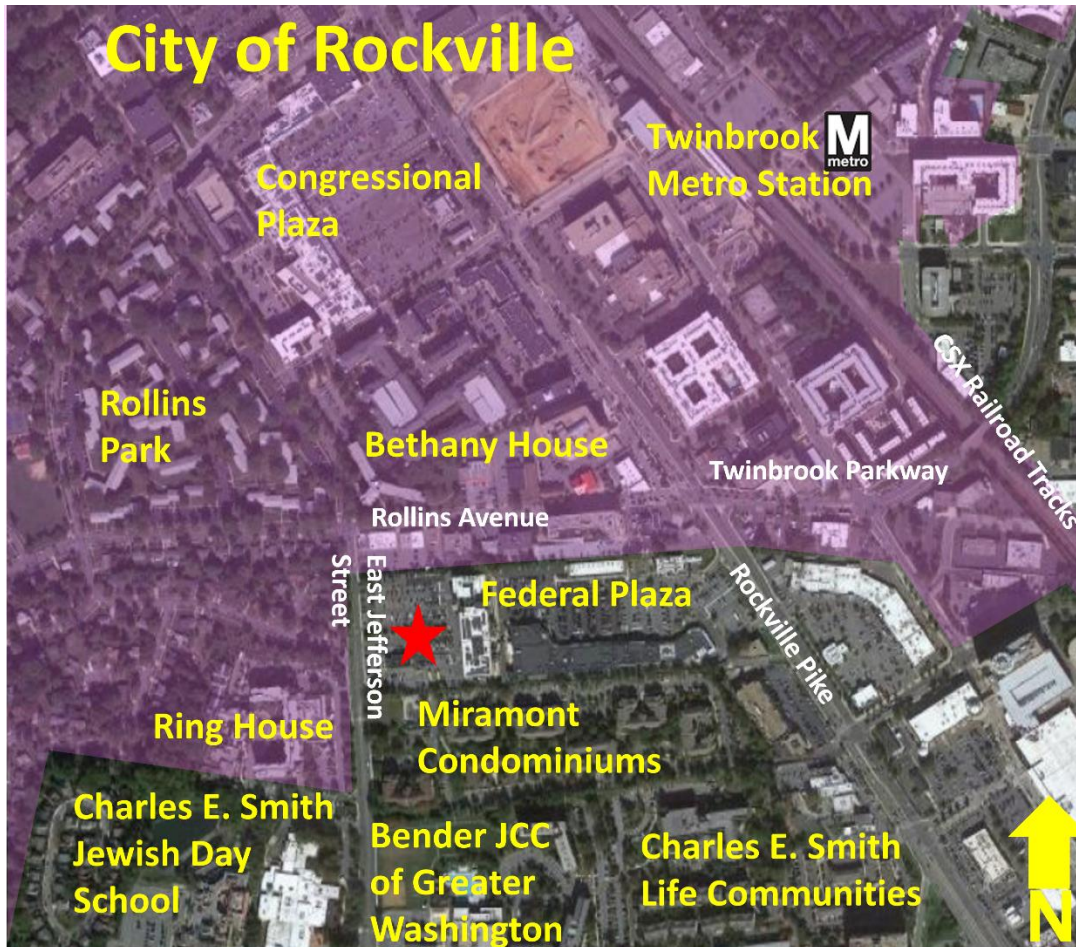 City of Rockville
Twinbrook
Metro Station
M
metro
Congressional
Plaza
CSX Railroad Tracks
Rollins
Park
Bethany House
Twinbrook Parkway
Rollins Avenue
East Jefferson
Street
Federal Plaza
Rockville Pike
Ring House
Miramont
Condominiums
Charles E. Smith
Jewish Day
School
Bender JCC
of Greater
Washington
Charles E. Smith
Life Communities
N